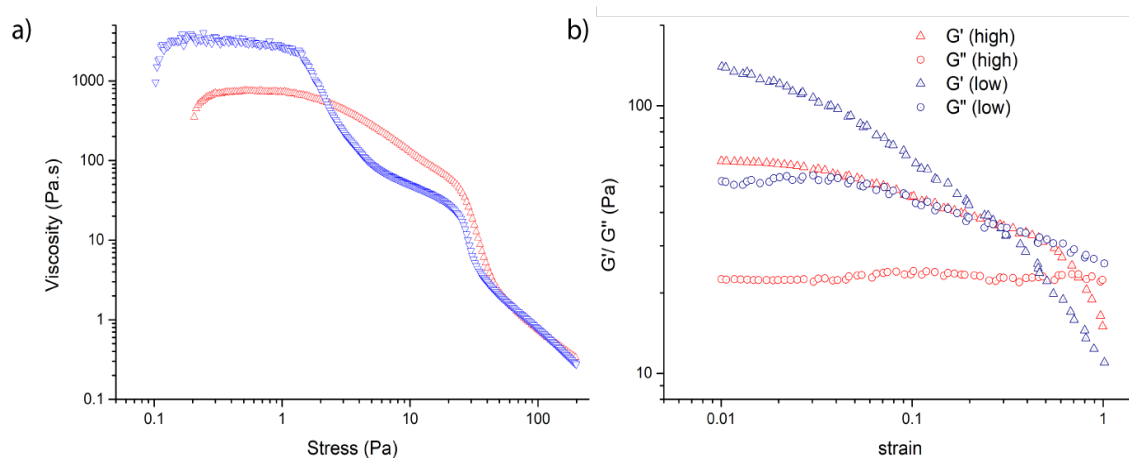 a)
1000
100
10
1
0.1
Viscosity (Pa.s)
0.1
1
10
100
Stress (Pa)
b)
G' (high)
G" (high)
G' (low)
G" (low)
100
10
G'/ G" (Pa)
0.01
0.1
1
strain